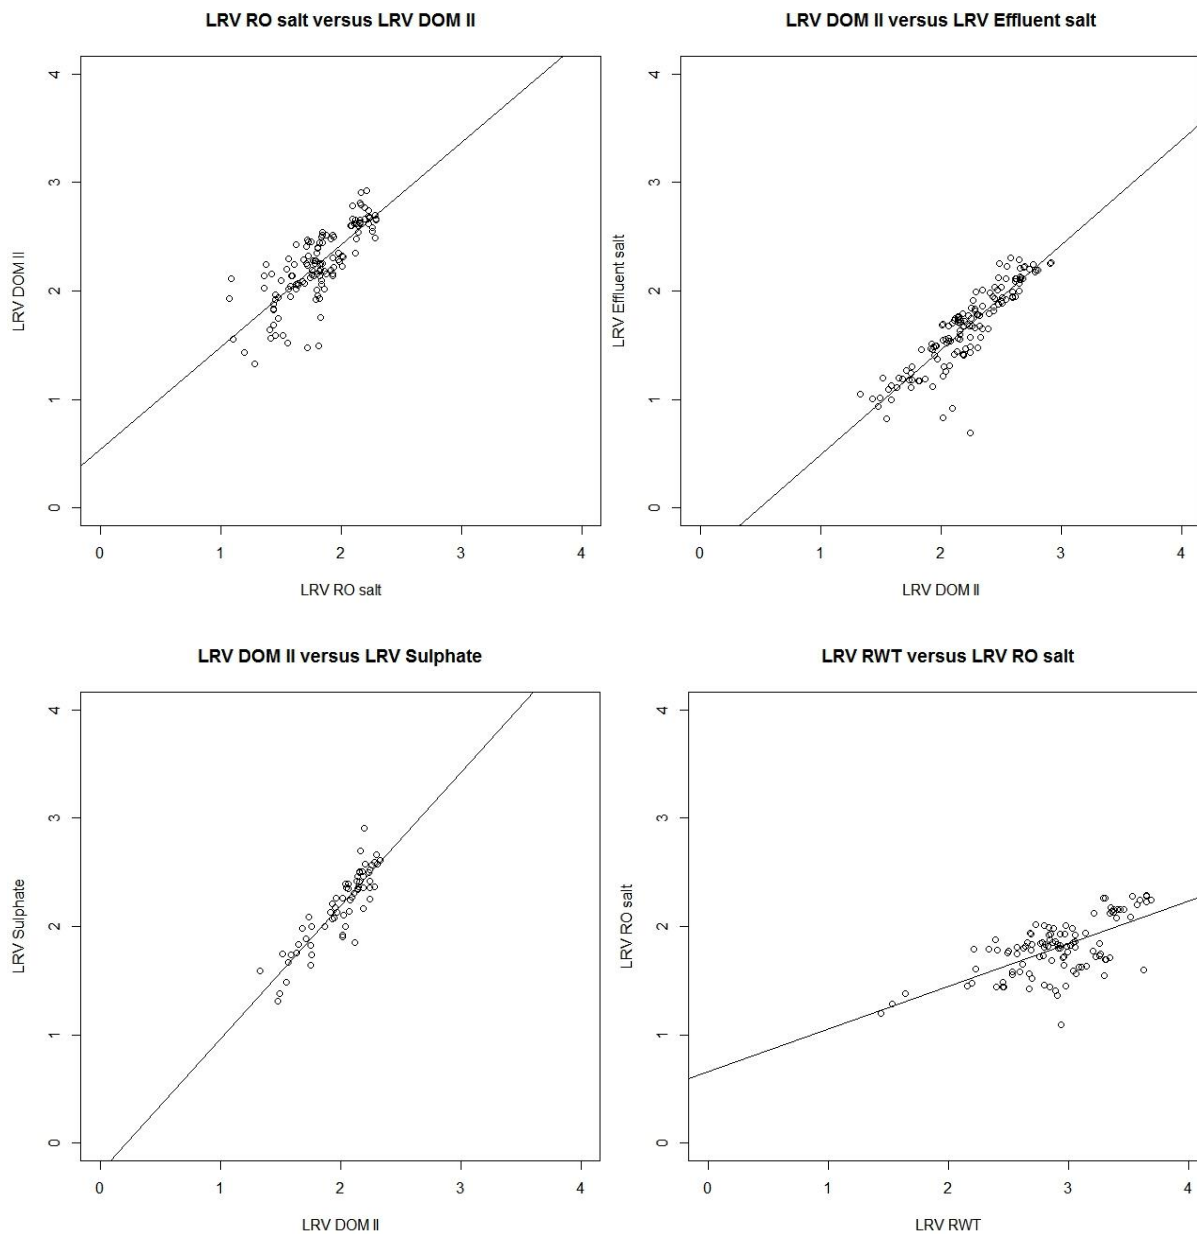 LRV RO salt versus LRV DOM II
LRV DOM II
4
3
2
1
0
0 1 2 3 4
LRV RO salt
LRV DOM II versus LRV Effluent salt
LRV Effluent salt
4
3
2
1
0
0 1 2 3 4
LRV DOM II
LRV DOM II versus LRV Sulphate
LRV Sulphate
4
3
2
1
0
0 1 2 3 4
LRV DOM II
LRV RWT versus LRV RO salt
LRV RO salt
4
3
2
1
0
0 1 2 3 4
LRV RWT